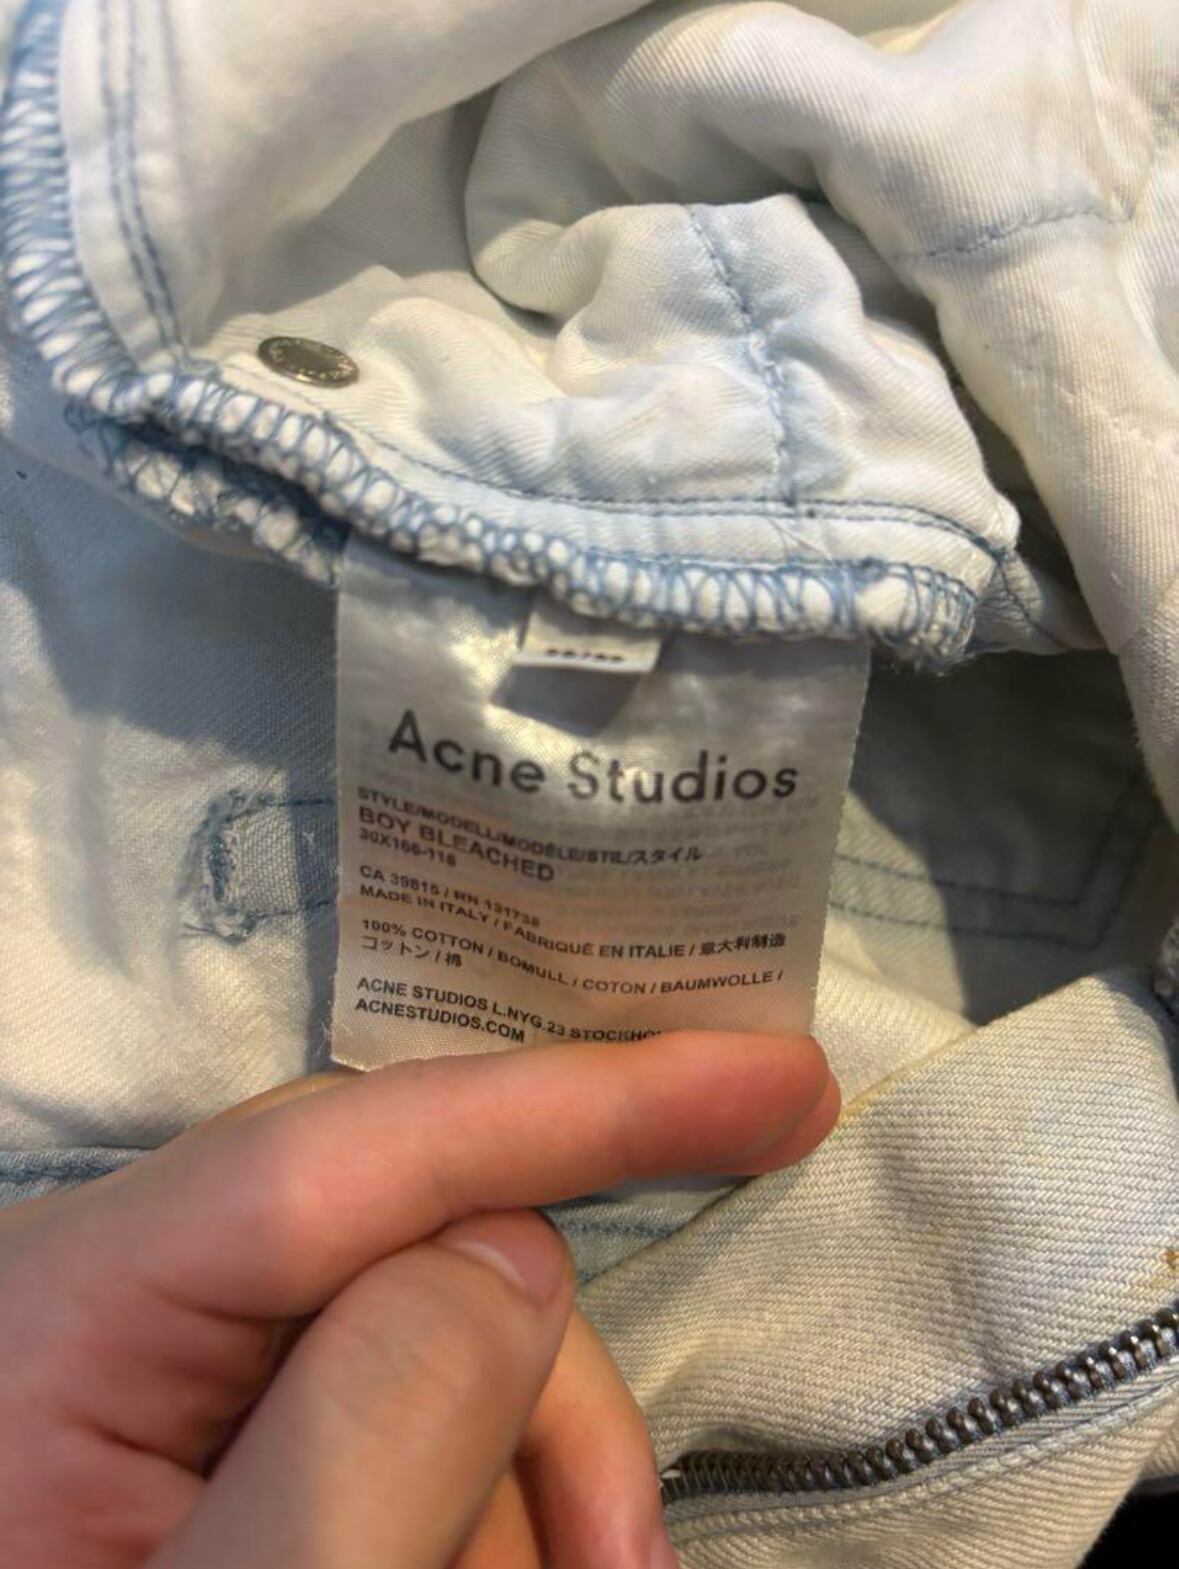 Acne Studios
STYLE/MODELL/MODÈLE/STIL/スタイル
BOY BLEACHED
30X166-118
CA 39815 / RN 131738
MADE IN ITALY / FABRIQUÉ EN ITALIE / 意大利制造
100% COTTON / BOMULL / COTON / BAUMWOLLE /
コットン / 棉
ACNE STUDIOS L.NYG.23
ACNESTUDIOS.COM